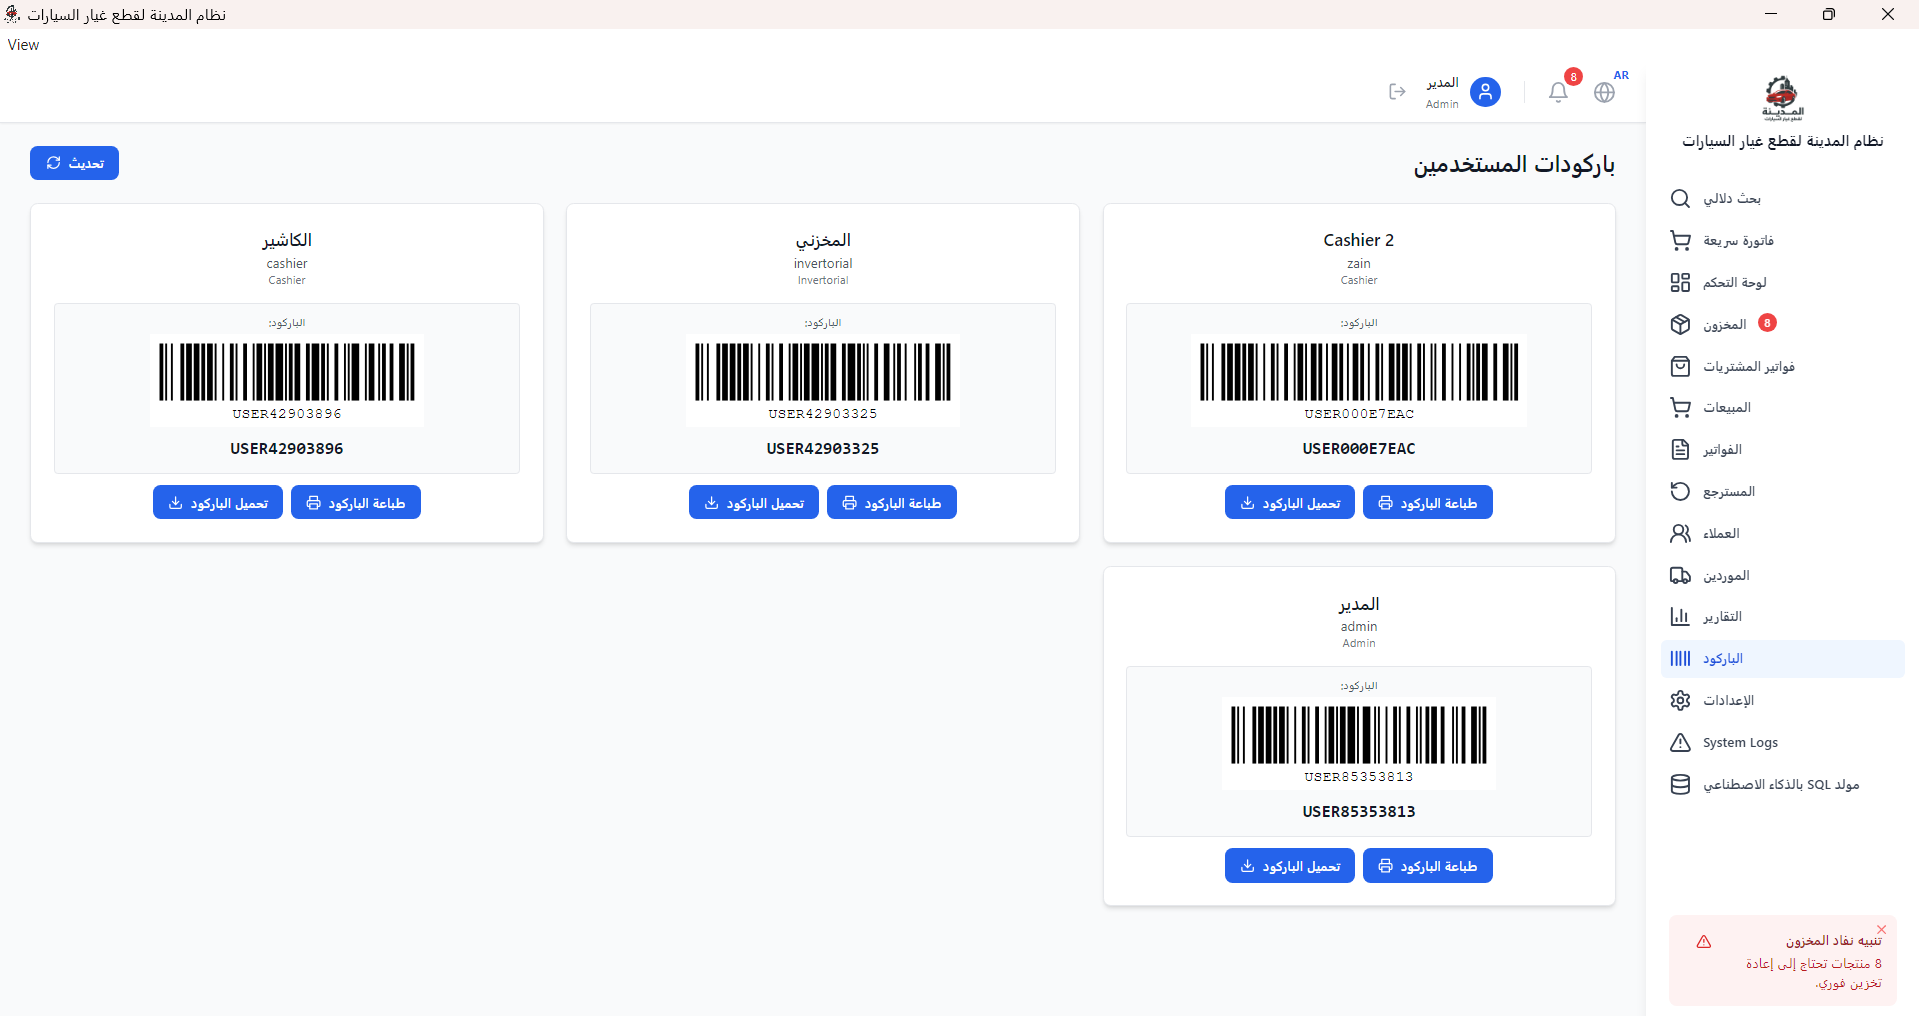 نظام المدينة لقطع غيار السيارات
View
AR
8
المدير
Admin
المدينة
لقطع غيار السيارات
نظام المدينة لقطع غيار السيارات
بحث دلالي
فاتورة سريعة
لوحة التحكم
المخزون 8
فواتير المشتريات
المبيعات
الفواتير
المسترجع
العملاء
الموردين
التقارير
الباركود
الإعدادات
System Logs
مولد SQL بالذكاء الاصطناعي
تنبيه نفاد المخزون
8 منتجات تحتاج إلى إعادة
تخزين فوري.
باركودات المستخدمين
تحديث
Cashier 2
zain
Cashier
الباركود:
USER000E7EAC
USER000E7EAC
طباعة الباركود
تحميل الباركود
المخزني
invertorial
Invertorial
الباركود:
USER42903325
USER42903325
طباعة الباركود
تحميل الباركود
الكاشير
cashier
Cashier
الباركود:
USER42903896
USER42903896
طباعة الباركود
تحميل الباركود
المدير
admin
Admin
الباركود:
USER85353813
USER85353813
طباعة الباركود
تحميل الباركود